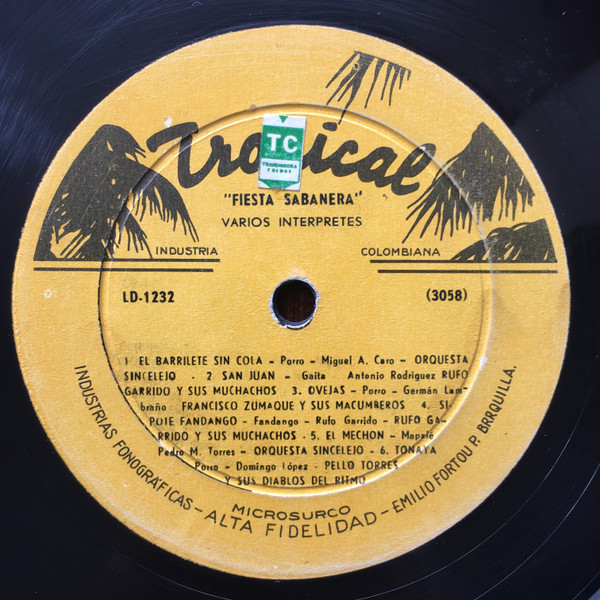 Tropical
TC
"FIESTA SABANERA"
VARIOS INTERPRETES
INDUSTRIA COLOMBIANA
LD-1232 (3058)
1 EL BARRILETE SIN COLA - Porro - Miguel A. Caro - ORQUESTA
SINCELEJO - 2. SAN JUAN - Gaita Antonio Rodriguez RUFO
GARRIDO Y SUS MUCHACHOS 3. OVEJAS - Porro - Germán Lam-
braño FRANCISCO ZUMAQUE Y SUS MACUMBEROS 4. SI-
POTE FANDANGO - Fandango - Rufo Garrido - RUFO GA-
RRIDO Y SUS MUCHACHOS - 5. EL MECHON - Mapalé
Pedro M. Torres - ORQUESTA SINCELEJO - 6. TONAYA
Porro - Domingo López - PELLO TORRES
Y SUS DIABLOS DEL RITMO
MICROSURCO
INDUSTRIAS FONOGRAFICAS - ALTA FIDELIDAD - EMILIO FORTOU P. BRRQUILLA.